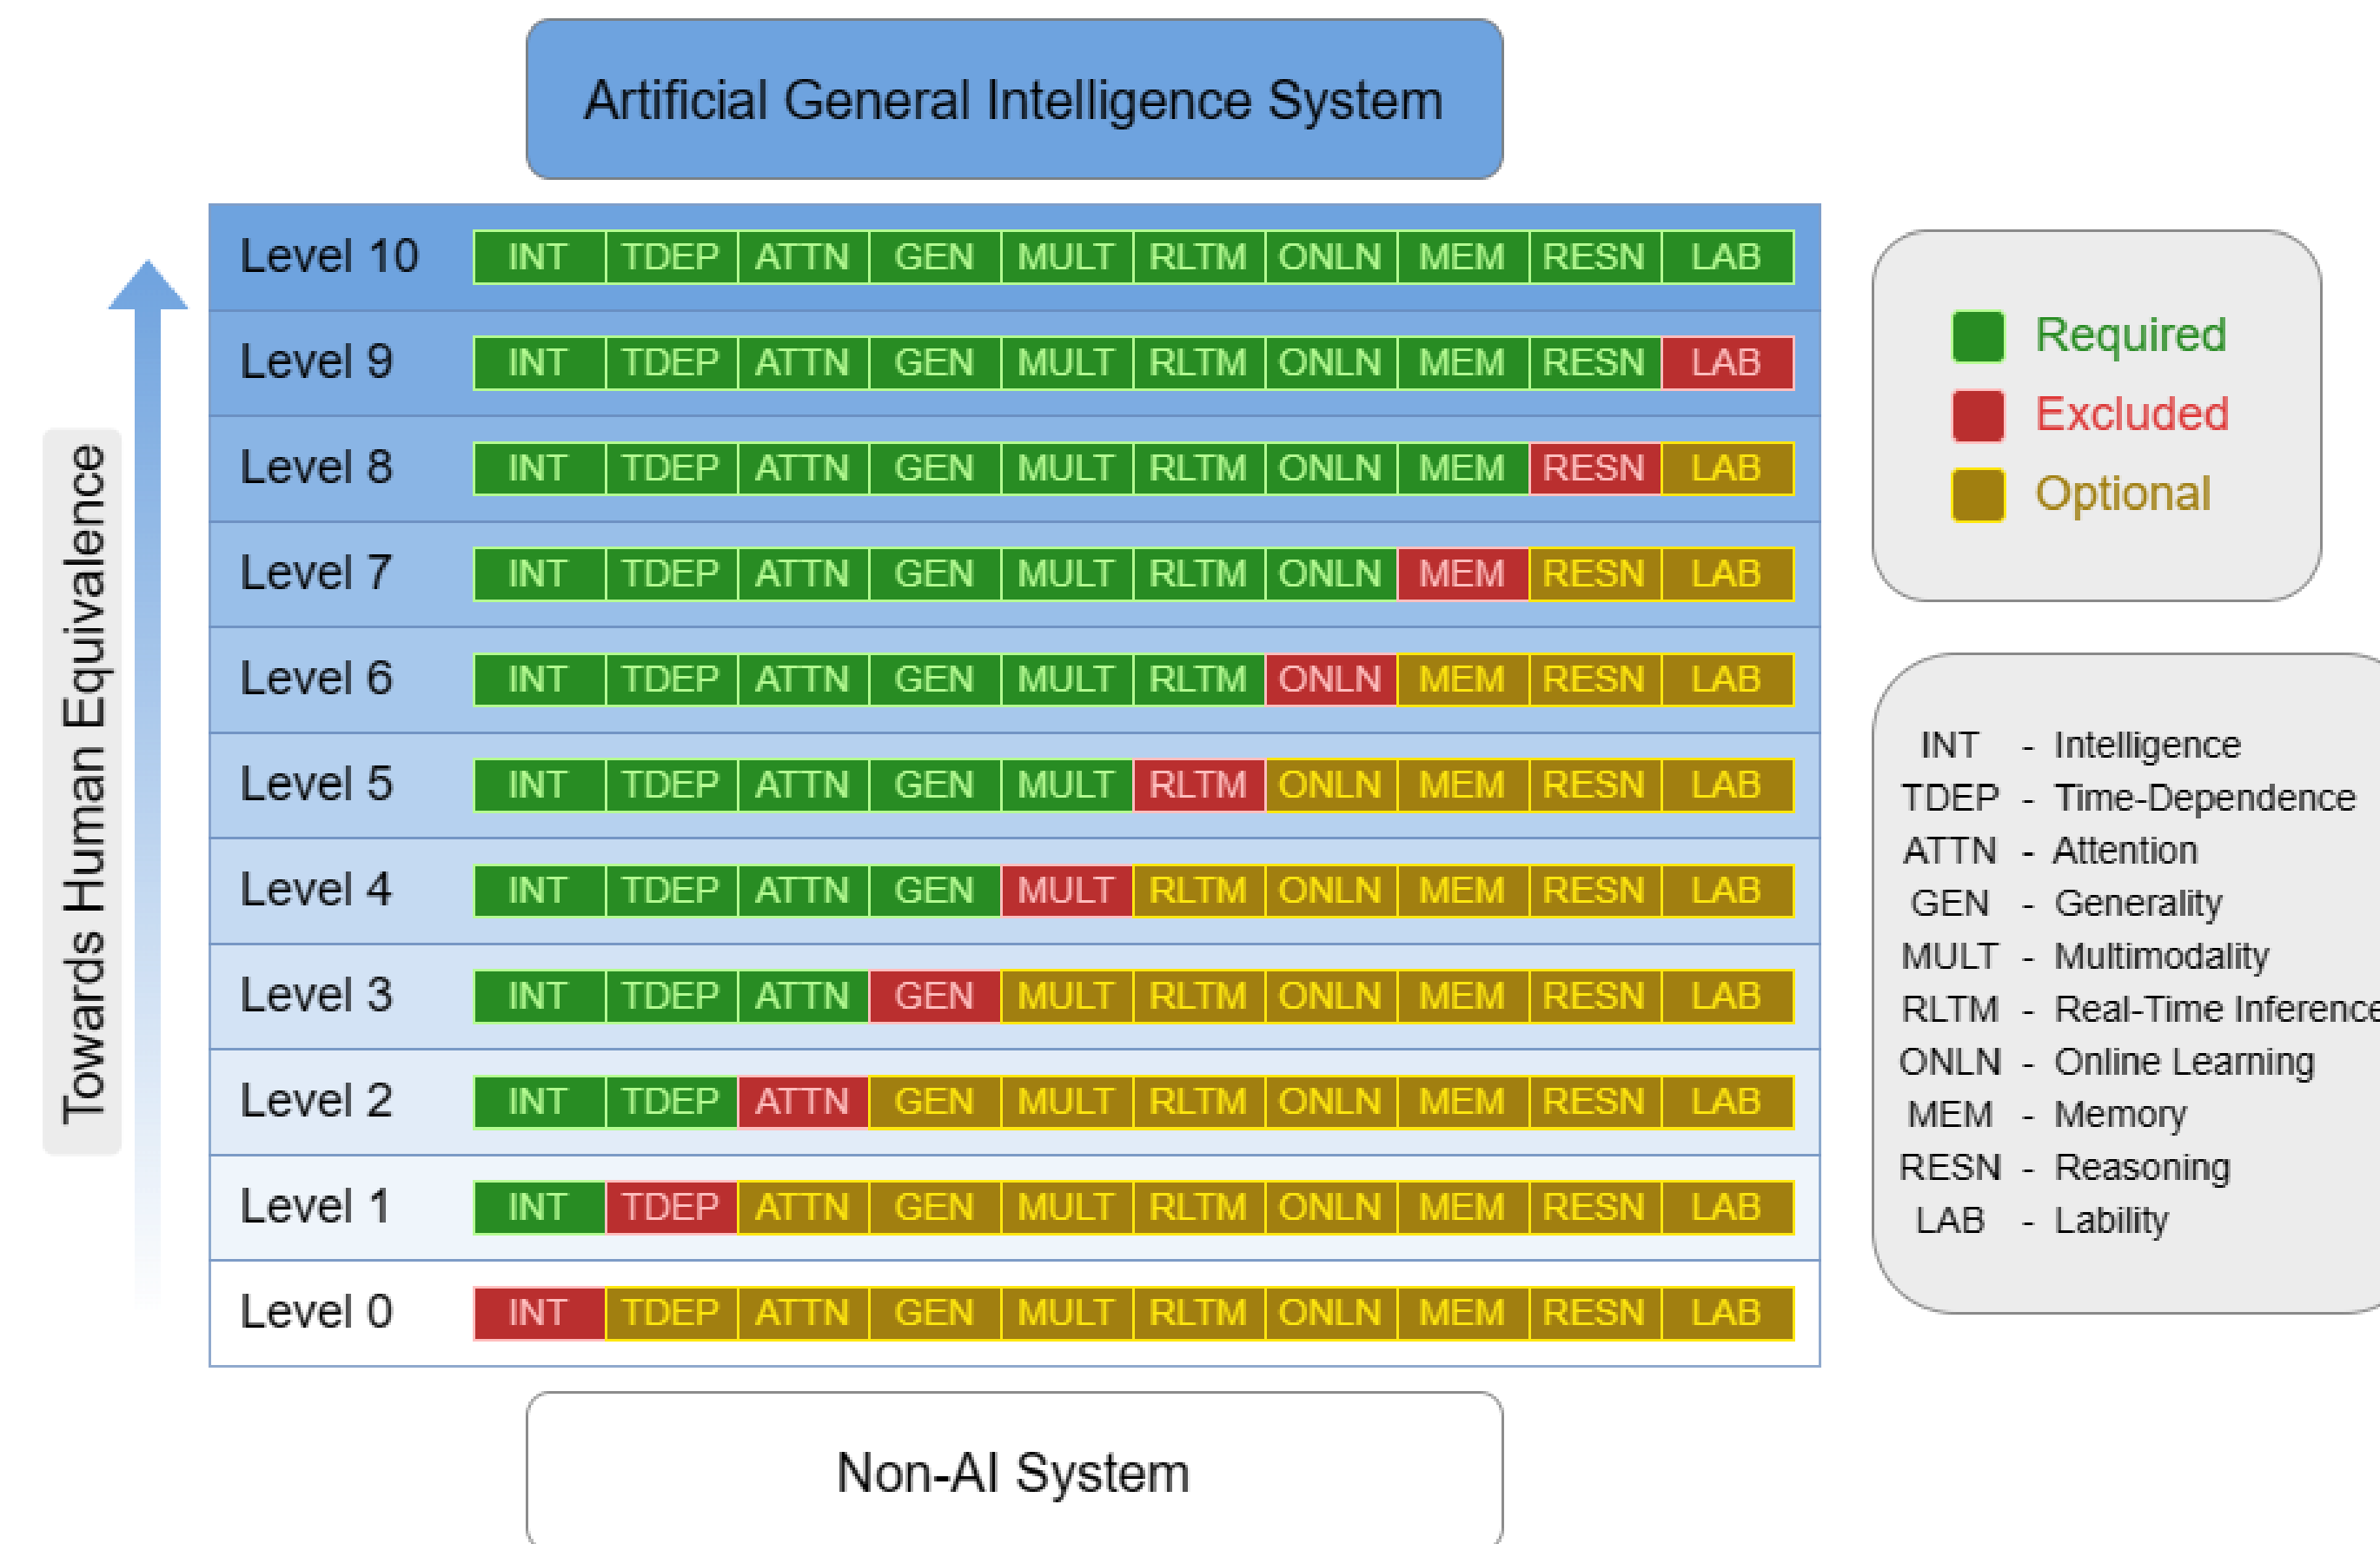 Artificial General Intelligence System
Towards Human Equivalence
Level 10 INT TDEP ATTN GEN MULT RLTM ONLN MEM RESN LAB
Level 9 INT TDEP ATTN GEN MULT RLTM ONLN MEM RESN LAB
Level 8 INT TDEP ATTN GEN MULT RLTM ONLN MEM RESN LAB
Level 7 INT TDEP ATTN GEN MULT RLTM ONLN MEM RESN LAB
Level 6 INT TDEP ATTN GEN MULT RLTM ONLN MEM RESN LAB
Level 5 INT TDEP ATTN GEN MULT RLTM ONLN MEM RESN LAB
Level 4 INT TDEP ATTN GEN MULT RLTM ONLN MEM RESN LAB
Level 3 INT TDEP ATTN GEN MULT RLTM ONLN MEM RESN LAB
Level 2 INT TDEP ATTN GEN MULT RLTM ONLN MEM RESN LAB
Level 1 INT TDEP ATTN GEN MULT RLTM ONLN MEM RESN LAB
Level 0 INT TDEP ATTN GEN MULT RLTM ONLN MEM RESN LAB
Non-AI System
Required
Excluded
Optional
INT - Intelligence
TDEP - Time-Dependence
ATTN - Attention
GEN - Generality
MULT - Multimodality
RLTM - Real-Time Inference
ONLN - Online Learning
MEM - Memory
RESN - Reasoning
LAB - Lability